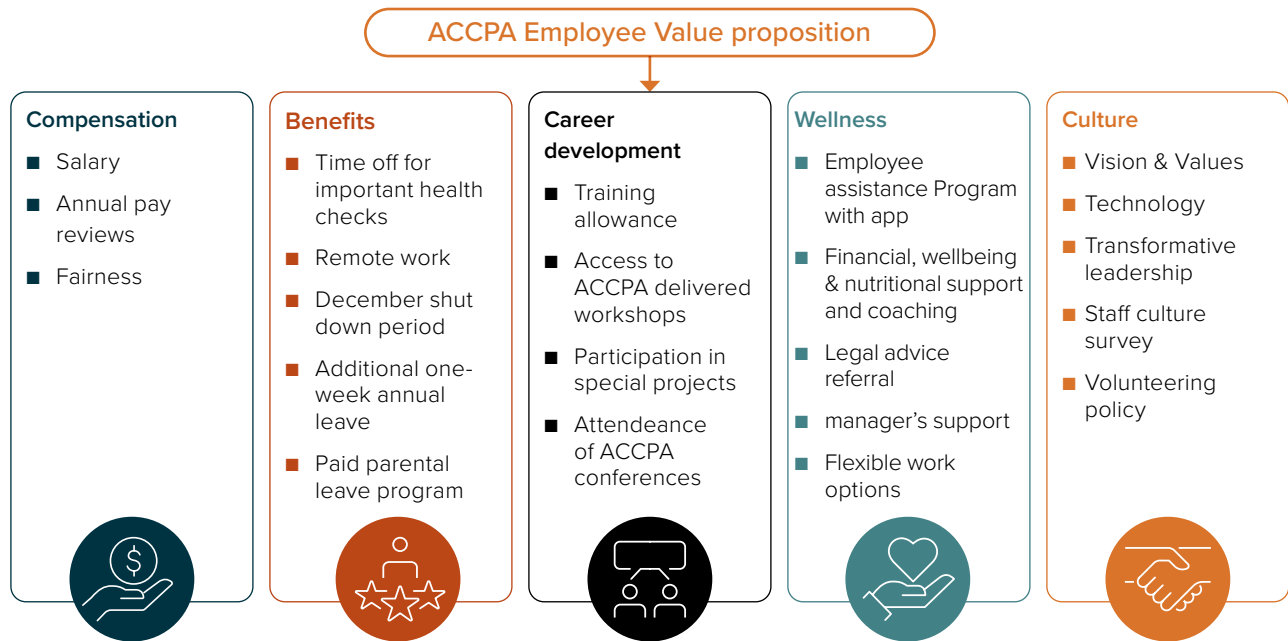 ACCPA Employee Value proposition
Compensation
■ Salary
■ Annual pay
reviews
■ Fairness
Benefits
■ Time off for
important health
checks
■ Remote work
■ December shut
down period
■ Additional one-
week annual
leave
■ Paid parental
leave program
Career
development
■ Training
allowance
■ Access to
ACCPA delivered
workshops
■ Participation in
special projects
■ Attendeance
of ACCPA
conferences
Wellness
■ Employee
assistance Program
with app
■ Financial, wellbeing
& nutritional support
and coaching
■ Legal advice
referral
■ manager’s support
■ Flexible work
options
Culture
■ Vision & Values
■ Technology
■ Transformative
leadership
■ Staff culture
survey
■ Volunteering
policy
$